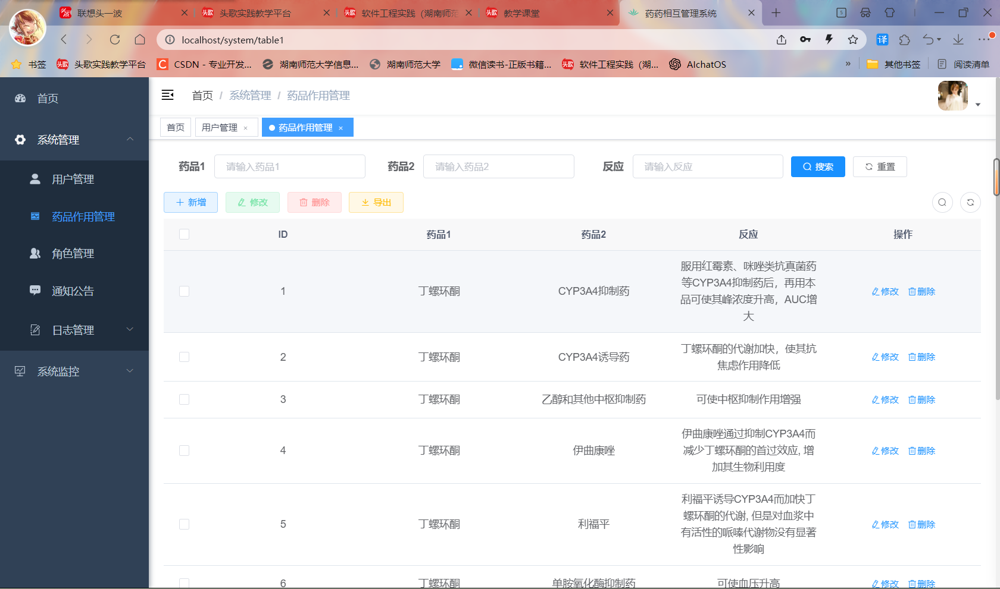 联想头一波
头歌实践教学平台
软件工程实践（湖南师范
教学课堂
药药相互管理系统
localhost/system/table1
译
书签
头歌实践教学平台
CSDN - 专业开发...
湖南师范大学信息...
湖南师范大学
微信读书-正版书籍...
软件工程实践（湖...
AIchatOS
其他书签
阅读清单
首页
系统管理
用户管理
药品作用管理
角色管理
通知公告
日志管理
系统监控
首页 / 系统管理 / 药品作用管理
首页
用户管理 ×
药品作用管理 ×
药品1 请输入药品1
药品2 请输入药品2
反应 请输入反应
搜索
重置
新增
修改
删除
导出
ID 药品1 药品2 反应 操作
1 丁螺环酮 CYP3A4抑制药
服用红霉素、咪唑类抗真菌药
等CYP3A4抑制药后，再用本
品可使其峰浓度升高，AUC增
大
修改 删除
2 丁螺环酮 CYP3A4诱导药
丁螺环酮的代谢加快，使其抗
焦虑作用降低
修改 删除
3 丁螺环酮 乙醇和其他中枢抑制药 可使中枢抑制作用增强 修改 删除
4 丁螺环酮 伊曲康唑
伊曲康唑通过抑制CYP3A4而
减少丁螺环酮的首过效应, 增
加其生物利用度
修改 删除
5 丁螺环酮 利福平
利福平诱导CYP3A4而加快丁
螺环酮的代谢, 但是对血浆中
有活性的哌嗪代谢物没有显著
性影响
修改 删除
6 丁螺环酮 单胺氧化酶抑制药 可使血压升高 修改 删除